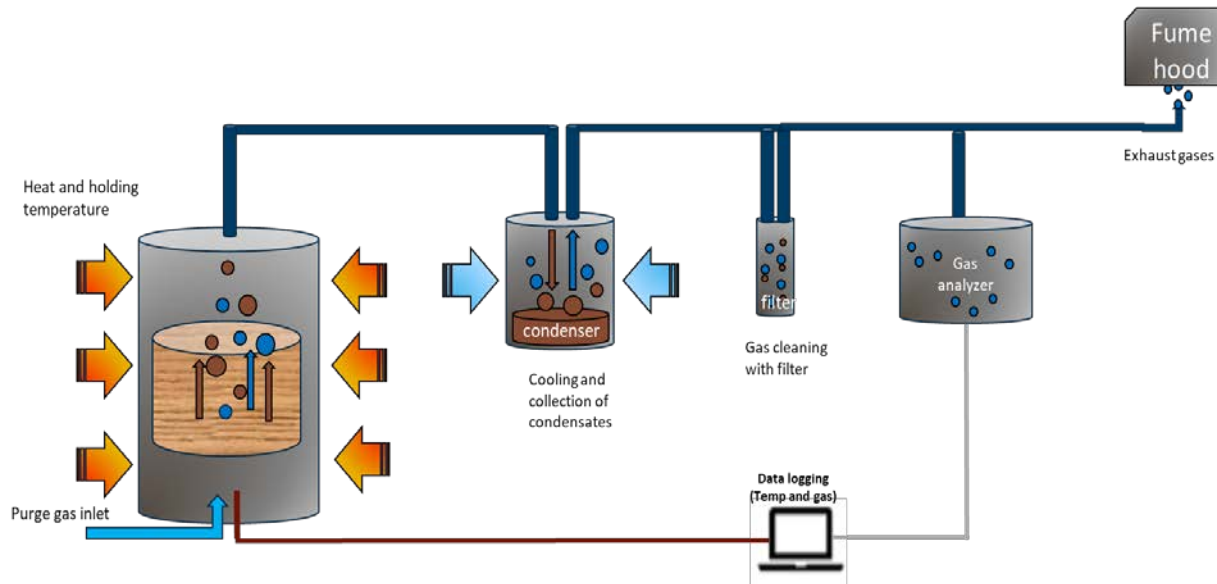 Fume
hood
Exhaust gases
Heat and holding
temperature
condenser
filter
Gas
analyzer
Cooling and
collection of
condensates
Gas cleaning
with filter
Purge gas inlet
Data logging
(Temp and gas)